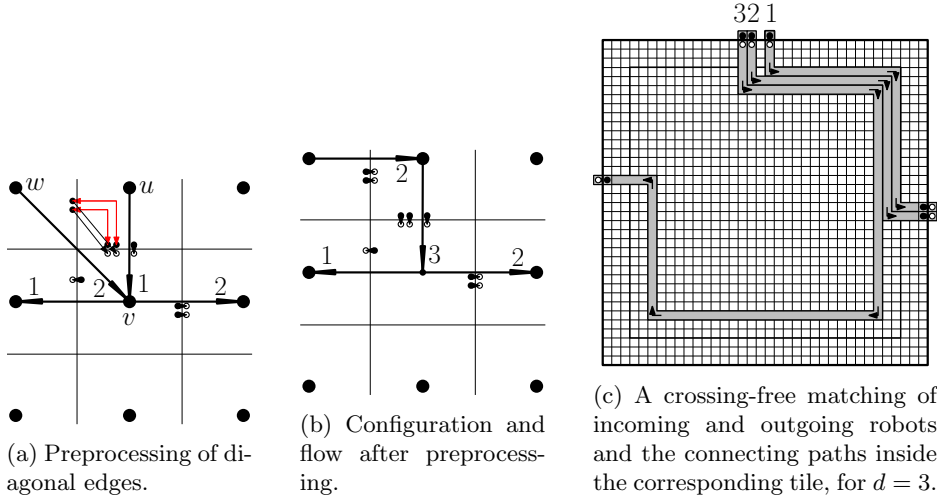 32 1
w
u
1
2
1
2
v
2
1
3
2
(a) Preprocessing of di-
agonal edges.
(b) Configuration and
flow after preprocess-
ing.
(c) A crossing-free matching of
incoming and outgoing robots
and the connecting paths inside
the corresponding tile, for d = 3.